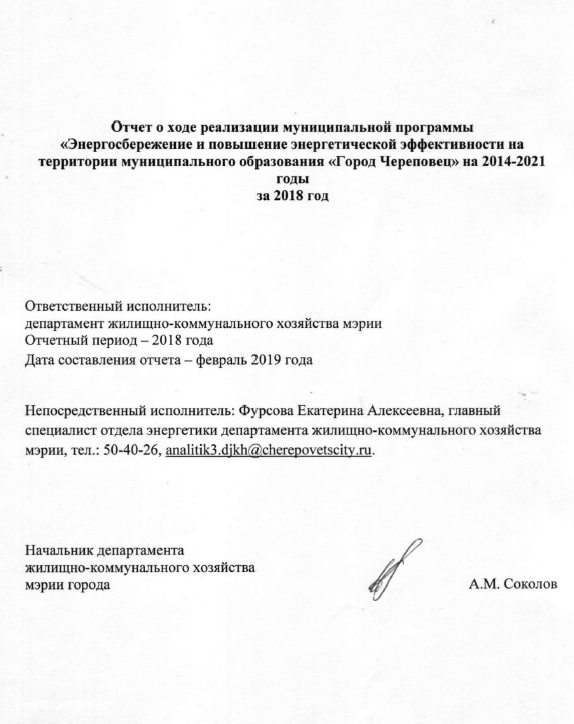 Отчет о ходе реализации муниципальной программы
«Энергосбережение и повышение энергетической эффективности на
территории муниципального образования «Город Череповец» на 2014-2021
годы
за 2018 год
Ответственный исполнитель:
департамент жилищно-коммунального хозяйства мэрии
Отчетный период – 2018 года
Дата составления отчета – февраль 2019 года
Непосредственный исполнитель: Фурсова Екатерина Алексеевна, главный
специалист отдела энергетики департамента жилищно-коммунального хозяйства
мэрии, тел.: 50-40-26, analitik3.djkh@cherepovetscity.ru.
Начальник департамента
жилищно-коммунального хозяйства
мэрии города
А.М. Соколов